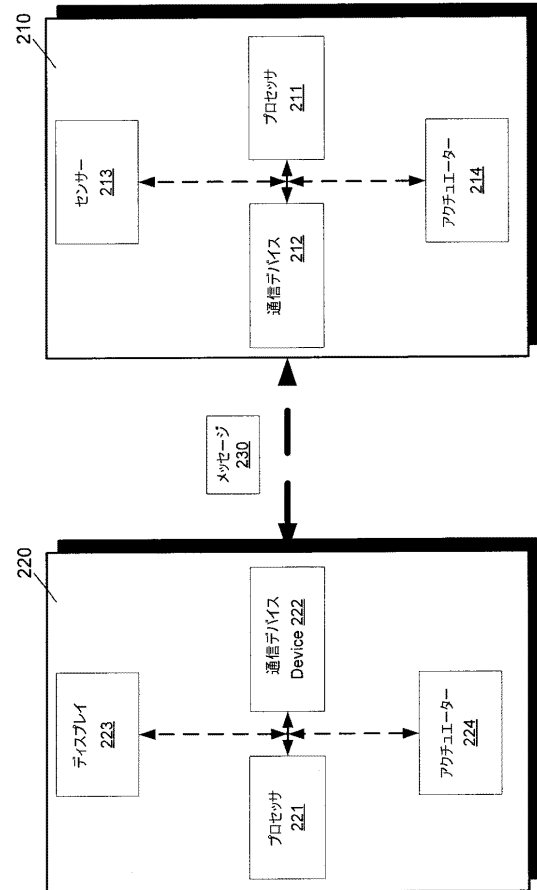 220
ディスプレイ
223
プロセッサ
221
通信デバイス
Device 222
アクチュエーター
224
メッセージ
230
210
センサー
213
通信デバイス
212
プロセッサ
211
アクチュエーター
214